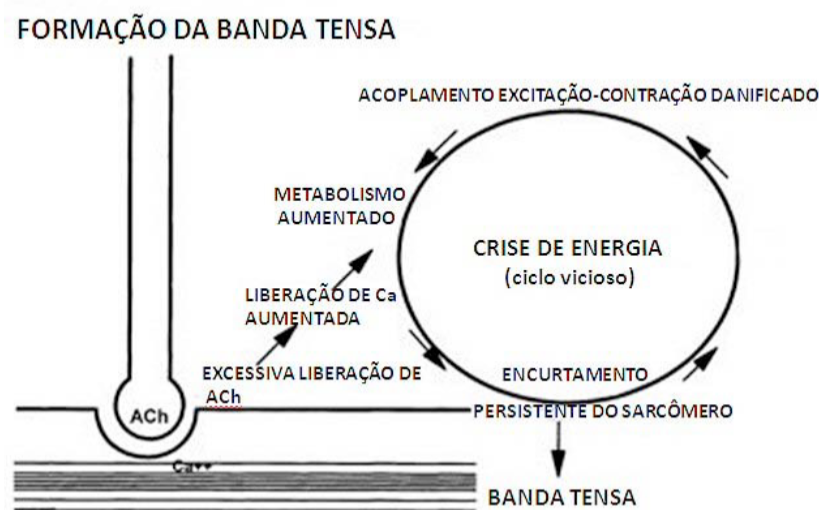 FORMAÇÃO DA BANDA TENSA
ACOPLAMENTO EXCITAÇÃO-CONTRAÇÃO DANIFICADO
METABOLISMO
AUMENTADO
CRISE DE ENERGIA
(ciclo vicioso)
LIBERAÇÃO DE Ca
AUMENTADA
EXCESSIVA LIBERAÇÃO DE
ACh
ENCURTAMENTO
PERSISTENTE DO SARCÔMERO
ACh
Ca++
BANDA TENSA